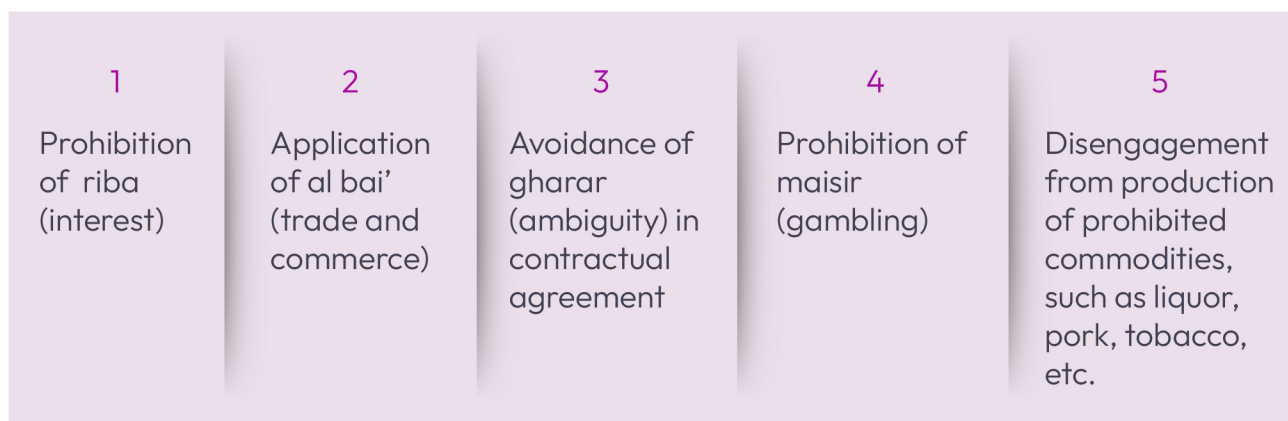 1
Prohibition
of riba
(interest)
2
Application
of al bai’
(trade and
commerce)
3
Avoidance of
gharar
(ambiguity) in
contractual
agreement
4
Prohibition of
maisir
(gambling)
5
Disengagement
from production
of prohibited
commodities,
such as liquor,
pork, tobacco,
etc.